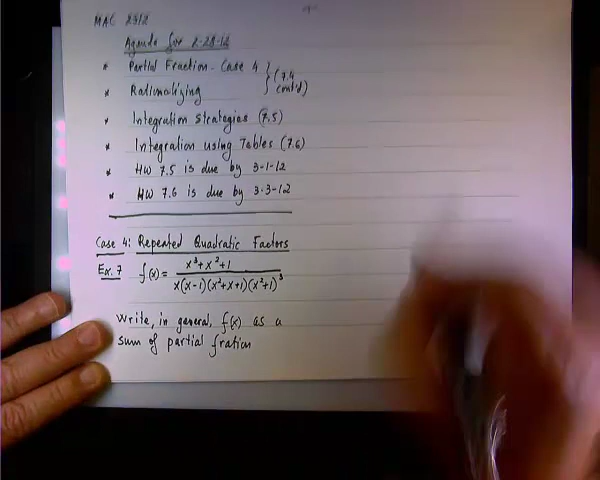 MAC 2312
Agenda for 2-28-12
* Partial Fraction - Case 4 } (7.4
* Rationalizing cont'd)
* Integration strategies (7.5)
* Integration using Tables (7.6)
* HW 7.5 is due by 3-1-12
* HW 7.6 is due by 3-3-12
Case 4: Repeated Quadratic Factors
Ex. 7 f(x) = x³+x²+1 / x(x-1)(x²+x+1)(x²+1)³
Write, in general, f(x) as a
sum of partial fration